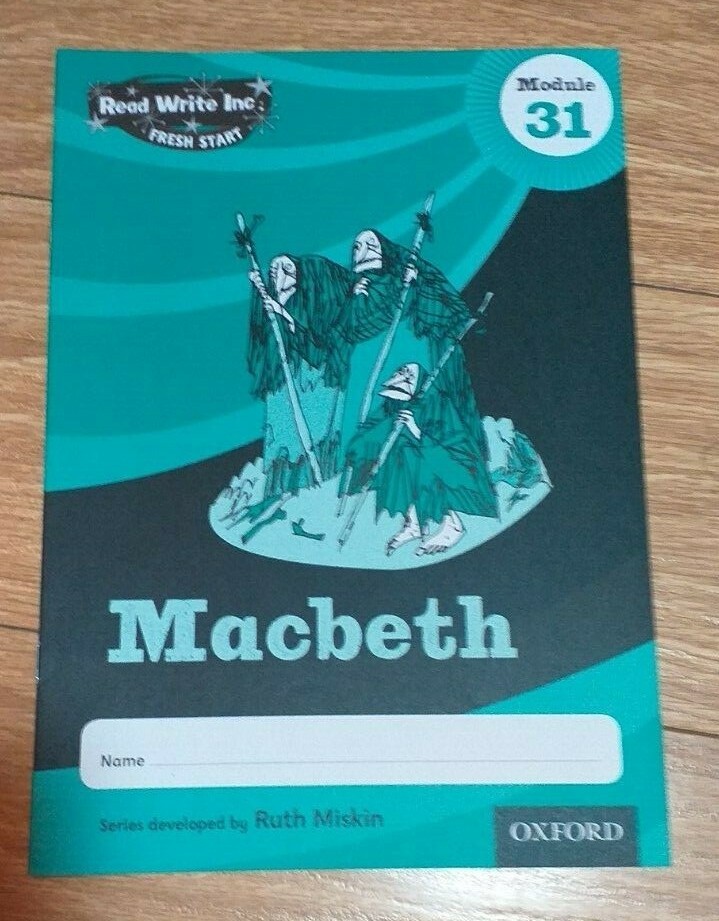 Read Write Inc.
FRESH START
Module
31
Macbeth
Name
Series developed by Ruth Miskin
OXFORD